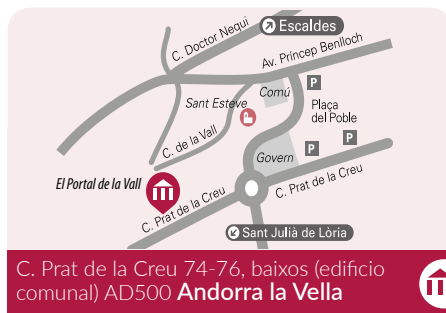 Escaldes
C. Doctor Nequi
Av. Príncep Benlloch
P
Comú
Sant Esteve
Plaça
del Poble
C. de la Vall
P
P
Govern
El Portal de la Vall
C. Prat de la Creu
C. Prat de la Creu
Sant Julià de Lòria
C. Prat de la Creu 74-76, baixos (edifício
comunal) AD500 Andorra la Vella